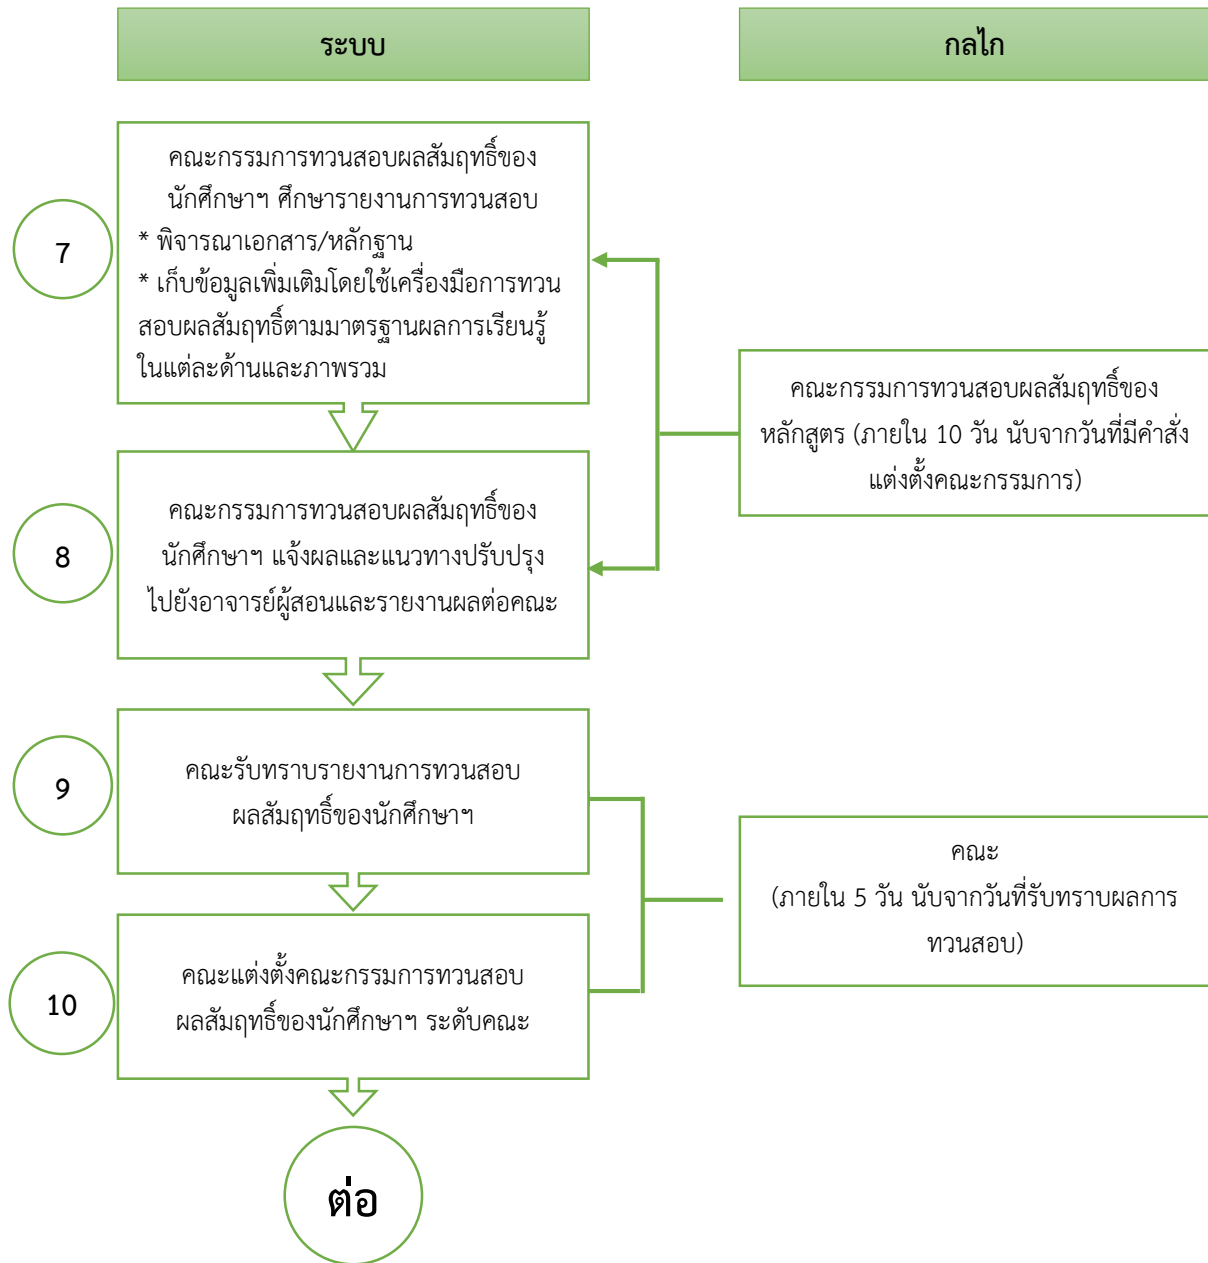 ระบบ
กลไก
7
คณะกรรมการทวนสอบผลสัมฤทธิ์ของ
นักศึกษาฯ ศึกษารายงานการทวนสอบ
* พิจารณาเอกสาร/หลักฐาน
* เก็บข้อมูลเพิ่มเติมโดยใช้เครื่องมือการทวน
สอบผลสัมฤทธิ์ตามมาตรฐานผลการเรียนรู้
ในแต่ละด้านและภาพรวม
คณะกรรมการทวนสอบผลสัมฤทธิ์ของ
หลักสูตร (ภายใน 10 วัน นับจากวันที่มีคำสั่ง
แต่งตั้งคณะกรรมการ)
8
คณะกรรมการทวนสอบผลสัมฤทธิ์ของ
นักศึกษาฯ แจ้งผลและแนวทางปรับปรุง
ไปยังอาจารย์ผู้สอนและรายงานผลต่อคณะ
9
คณะรับทราบรายงานการทวนสอบ
ผลสัมฤทธิ์ของนักศึกษาฯ
คณะ
(ภายใน 5 วัน นับจากวันที่รับทราบผลการ
ทวนสอบ)
10
คณะแต่งตั้งคณะกรรมการทวนสอบ
ผลสัมฤทธิ์ของนักศึกษาฯ ระดับคณะ
ต่อ